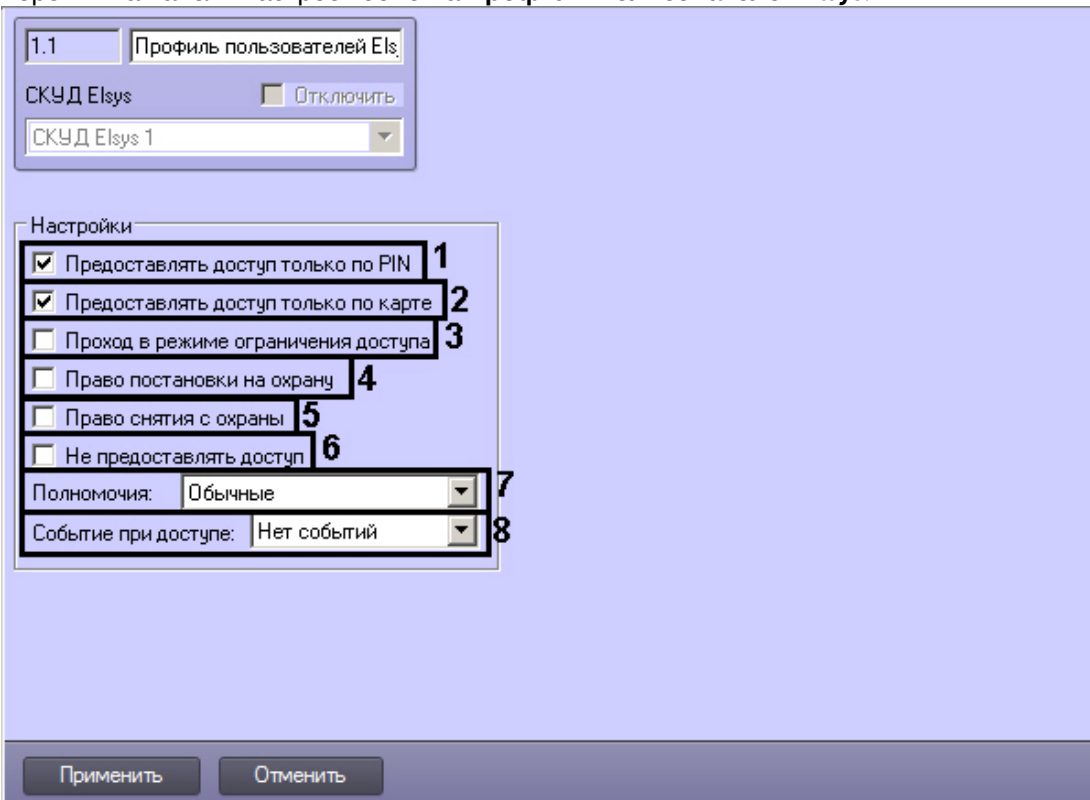 1.1 Профиль пользователей Els
СКУД Elsys Отключить
СКУД Elsys 1
Настройки
Предоставлять доступ только по PIN 1
Предоставлять доступ только по карте 2
Проход в режиме ограничения доступа 3
Право постановки на охрану 4
Право снятия с охраны 5
Не предоставлять доступ 6
Полномочия: Обычные 7
Событие при доступе: Нет событий 8
Применить Отменить